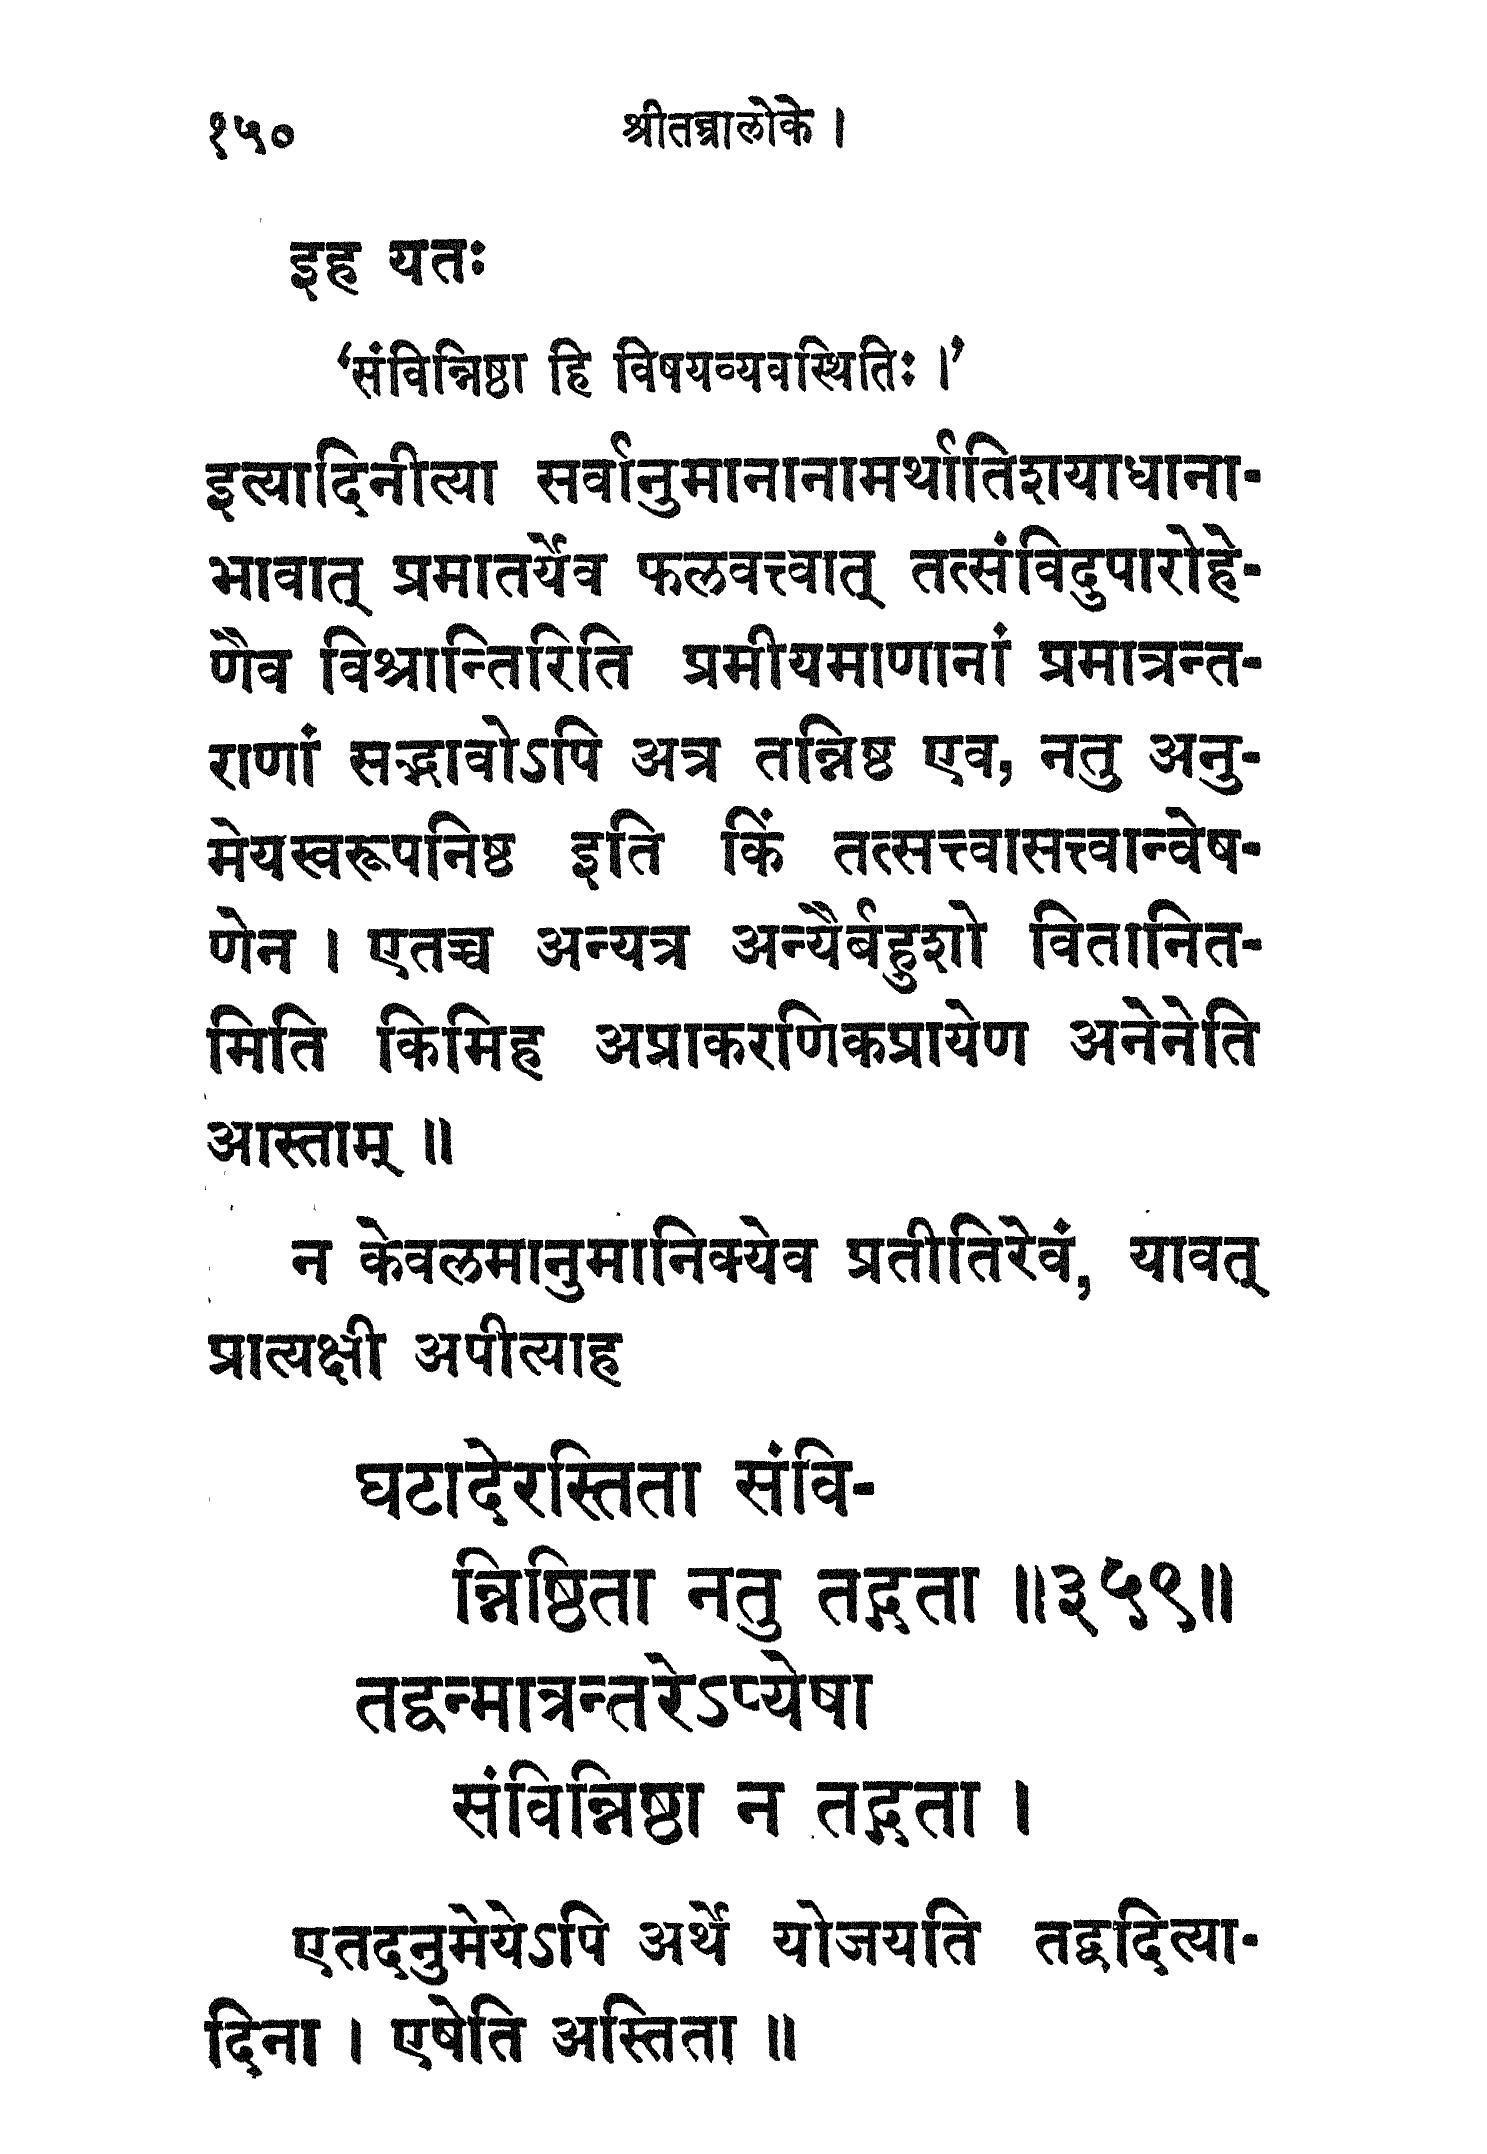 १५० श्रीतन्त्रालोके ।
इह यतः
‘संविन्निष्ठा हि विषयव्यवस्थितिः ।’
इत्यादिनीत्या सर्वानुमानानामर्थातिशयाधाना-
भावात् प्रमातर्येव फलवत्त्वात् तत्संविदुपारोहे-
णैव विश्रान्तिरिति प्रमीयमाणानां प्रमात्रन्त-
राणां सद्भावोऽपि अत्र तन्निष्ठ एव, नतु अनु-
मेयस्वरूपनिष्ठ इति किं तत्सत्त्वासत्त्वान्वेष-
णेन । एतच्च अन्यत्र अन्यैर्बहुशो वितानित-
मिति किमिह अप्राकरणिकप्रायेण अनेनेति
आस्ताम् ॥
न केवलमानुमानिक्येव प्रतीतिरेवं, यावत्
प्रात्यक्षी अपीत्याह
घटादेरस्तिता संवि-
न्निष्ठिता नतु तद्गता ॥३५९॥
तद्वन्मात्रन्तरेऽप्येषा
संविन्निष्ठा न तद्गता ।
एतदनुमेयेऽपि अर्थे योजयति तद्वदित्या-
दिना । एषेति अस्तिता ॥